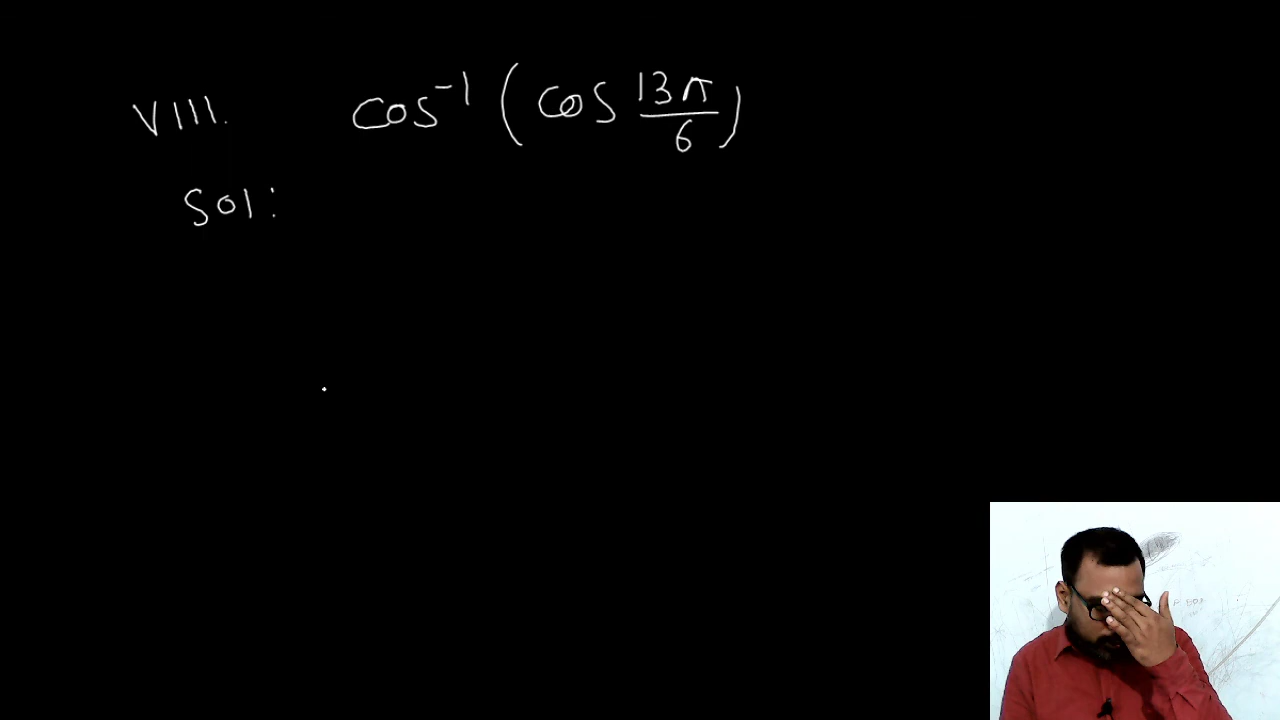 VIII. cos⁻¹ (cos 13π/6)
Sol: